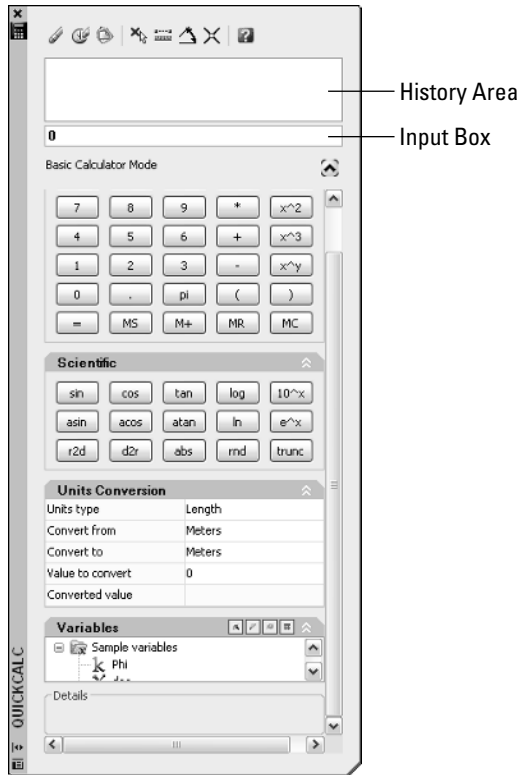 History Area
0
Input Box
Basic Calculator Mode
7 8 9 * x^2
4 5 6 + x^3
1 2 3 - x^y
0 . pi ( )
= MS M+ MR MC
Scientific
sin cos tan log 10^x
asin acos atan ln e^x
r2d d2r abs rnd trunc
Units Conversion
Units type Length
Convert from Meters
Convert to Meters
Value to convert 0
Converted value
Variables
Sample variables
Phi
Details
QUICKCALC